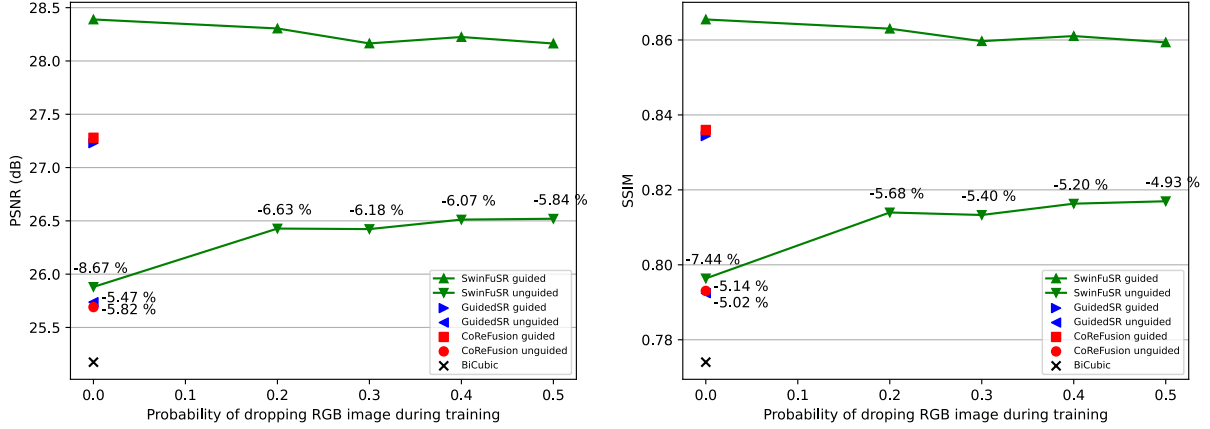 28.5
28.0
27.5
27.0
26.5
26.0
25.5
PSNR (dB)
-8.67 %
-6.63 %
-6.18 %
-6.07 %
-5.84 %
-5.47 %
-5.82 %
SwinFuSR guided
SwinFuSR unguided
GuidedSR guided
GuidedSR unguided
CoReFusion guided
CoReFusion unguided
BiCubic
0.0 0.1 0.2 0.3 0.4 0.5
Probability of dropping RGB image during training
0.86
0.84
0.82
0.80
0.78
SSIM
-7.44 %
-5.68 %
-5.40 %
-5.20 %
-4.93 %
-5.14 %
-5.02 %
SwinFuSR guided
SwinFuSR unguided
GuidedSR guided
GuidedSR unguided
CoReFusion guided
CoReFusion unguided
BiCubic
0.0 0.1 0.2 0.3 0.4 0.5
Probability of droping RGB image during training